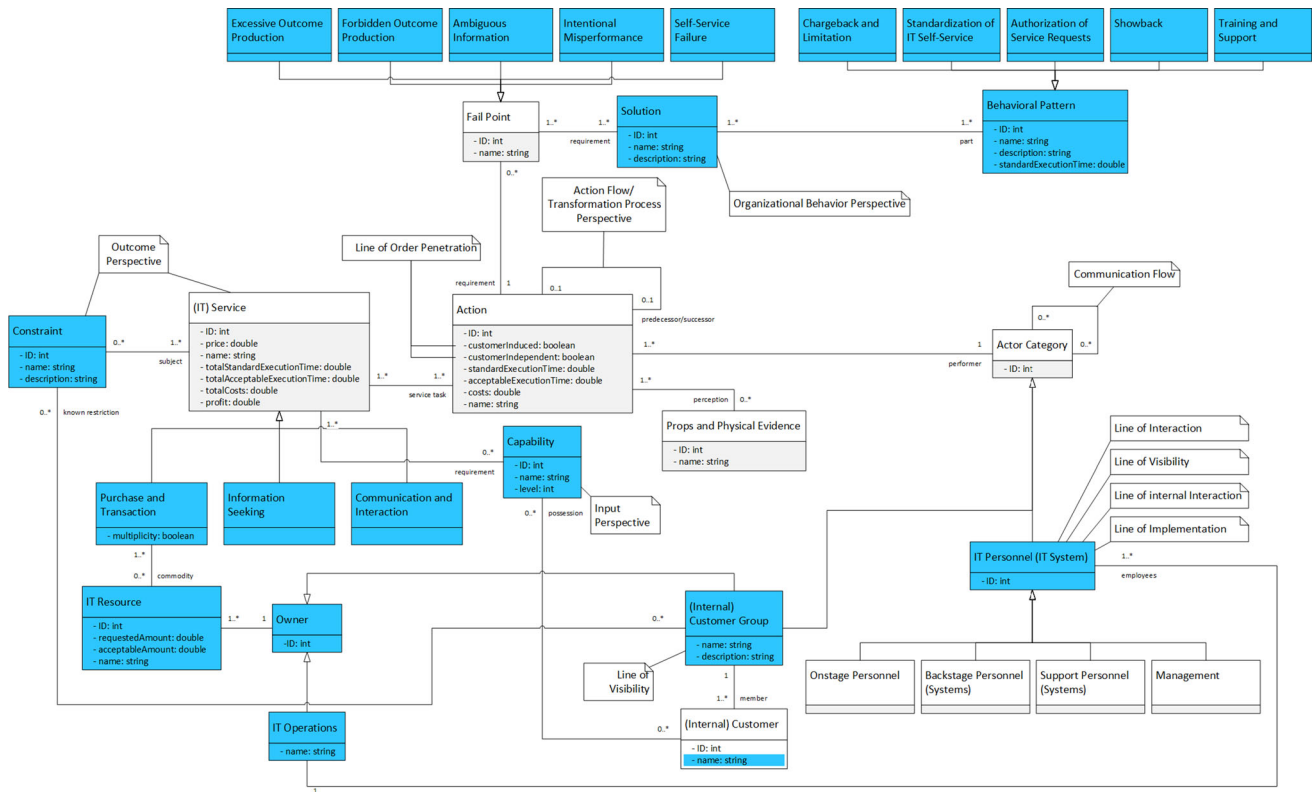 Excessive Outcome
Production
Forbidden Outcome
Production
Ambiguous
Information
Intentional
Misperformance
Self-Service
Failure
Chargeback and
Limitation
Standardization of
IT Self-Service
Authorization of
Service Requests
Showback
Training and
Support
Fail Point
- ID: int
- name: string
1..*
1..*
requirement
Solution
- ID: int
- name: string
- description: string
1..*
1..*
part
Behavioral Pattern
- ID: int
- name: string
- description: string
- standardExecutionTime: double
0..*
Action Flow/
Transformation Process
Perspective
Organizational Behavior Perspective
Outcome
Perspective
Line of Order Penetration
Communication Flow
requirement
1
0..1
0..1
predecessor/successor
0..*
0..*
Constraint
- ID: int
- name: string
- description: string
0..*
1..*
subject
(IT) Service
- ID: int
- price: double
- name: string
- totalStandardExecutionTime: double
- totalAcceptableExecutionTime: double
- totalCosts: double
- profit: double
1..*
1..*
service task
Action
- ID: int
- customerInduced: boolean
- customerIndependent: boolean
- standardExecutionTime: double
- acceptableExecutionTime: double
- costs: double
- name: string
1..*
1
performer
Actor Category
- ID: int
1..*
perception
0..*
Props and Physical Evidence
- ID: int
- name: string
0..*
known restriction
1..*
0..*
requirement
Capability
- ID: int
- name: string
- level: int
Input
Perspective
0..*
possession
Line of Interaction
Line of Visibility
Line of internal Interaction
Line of Implementation
Purchase and
Transaction
- multiplicity: boolean
Information
Seeking
Communication and
Interaction
IT Personnel (IT System)
- ID: int
1..*
employees
1..*
0..*
commodity
IT Resource
- ID: int
- requestedAmount: double
- acceptableAmount: double
- name: string
1..*
1
Owner
-ID: int
0..*
(Internal)
Customer Group
- name: string
- description: string
Line of
Visibility
1
1..*
member
Onstage Personnel
Backstage Personnel
(Systems)
Support Personnel
(Systems)
Management
IT Operations
- name: string
0..*
(Internal) Customer
- ID: int
- name: string
1